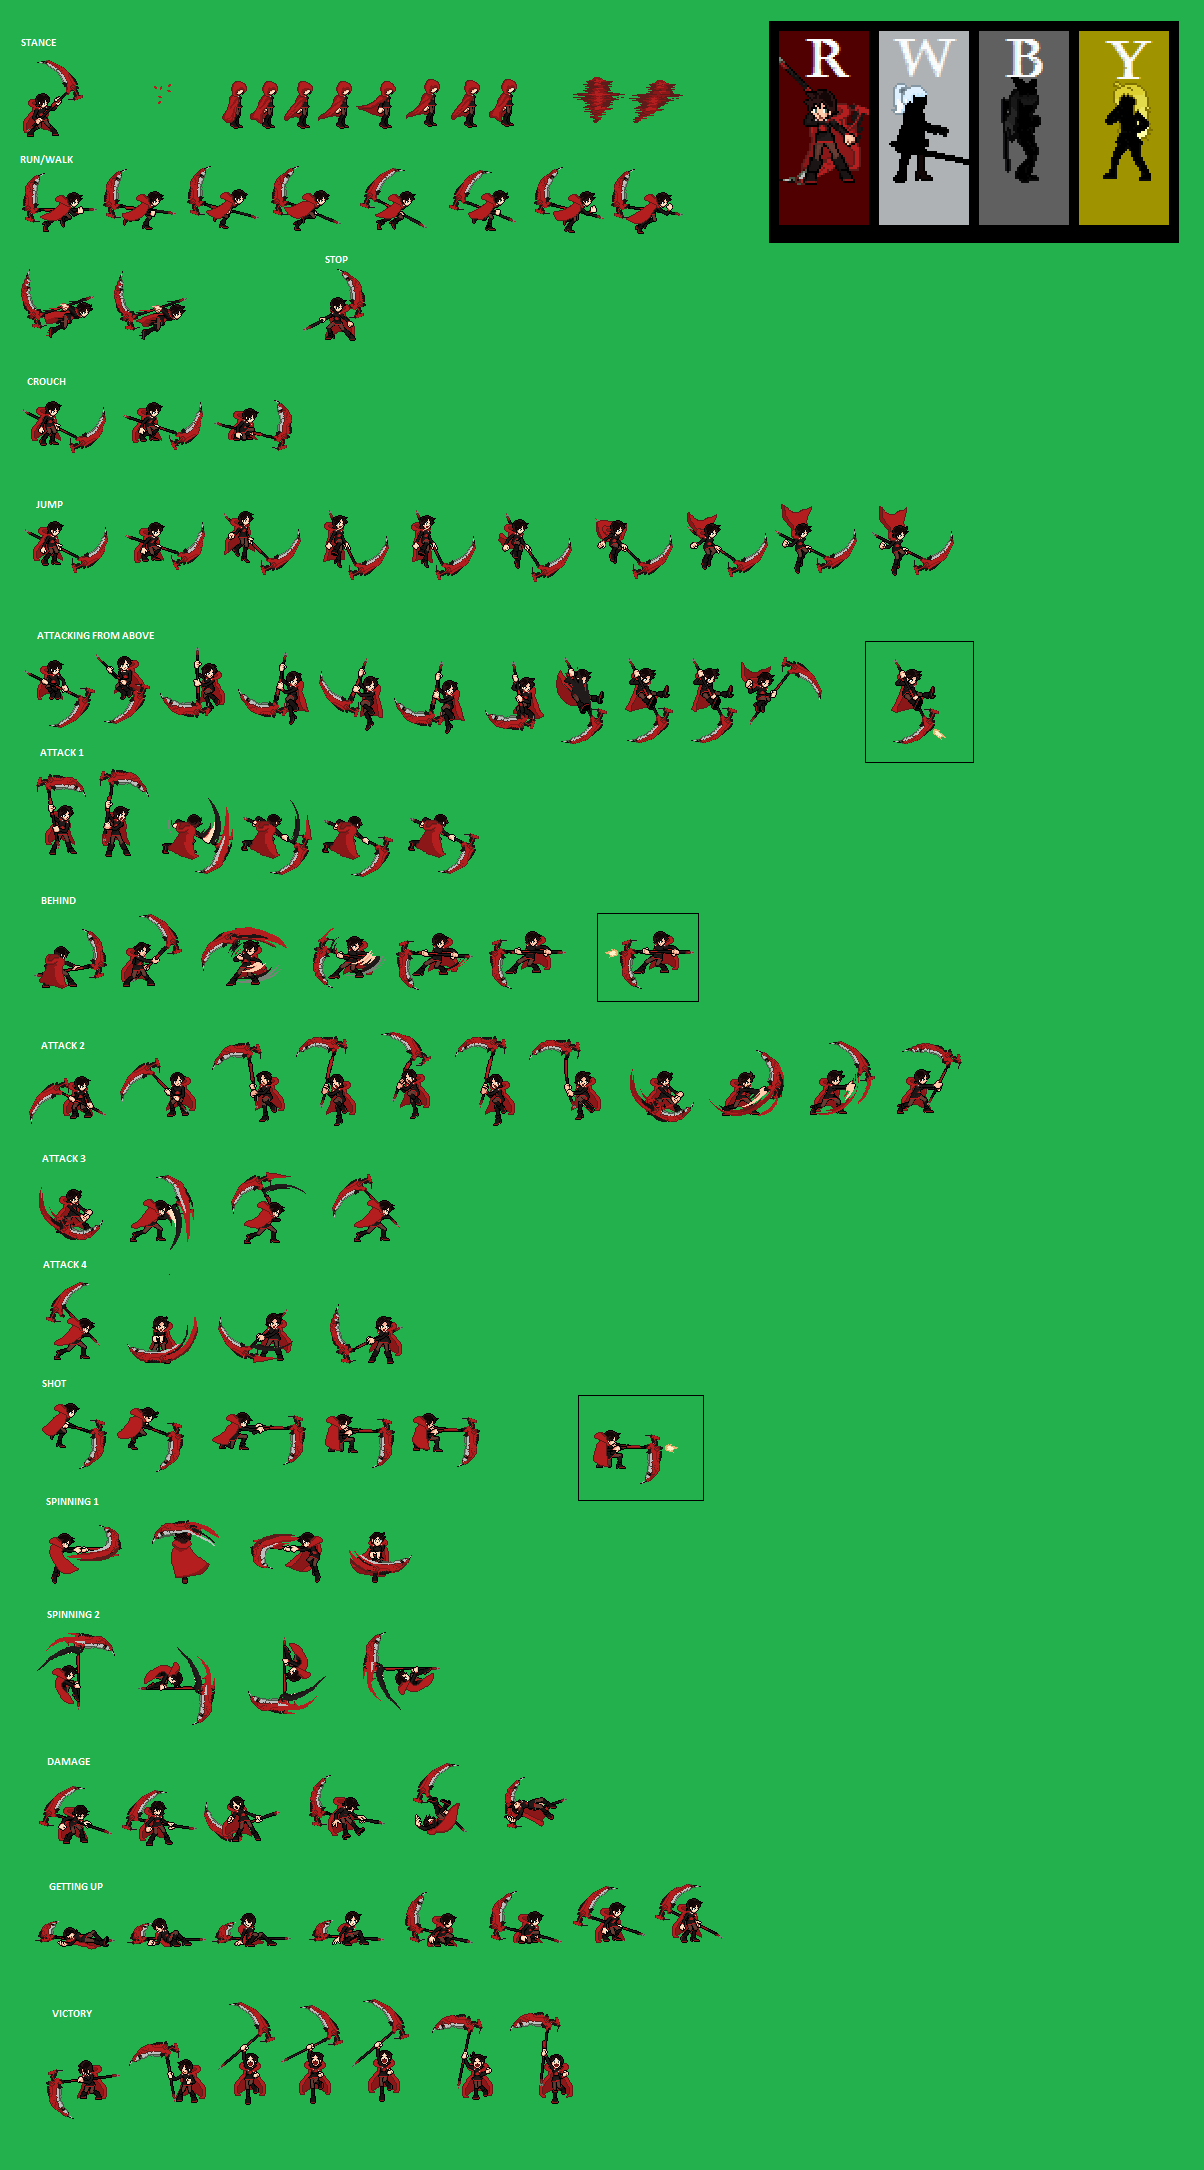 STANCE
R W B Y
RUN/WALK
STOP
CROUCH
JUMP
ATTACKING FROM ABOVE
ATTACK 1
BEHIND
ATTACK 2
ATTACK 3
ATTACK 4
SHOT
SPINNING 1
SPINNING 2
DAMAGE
GETTING UP
VICTORY